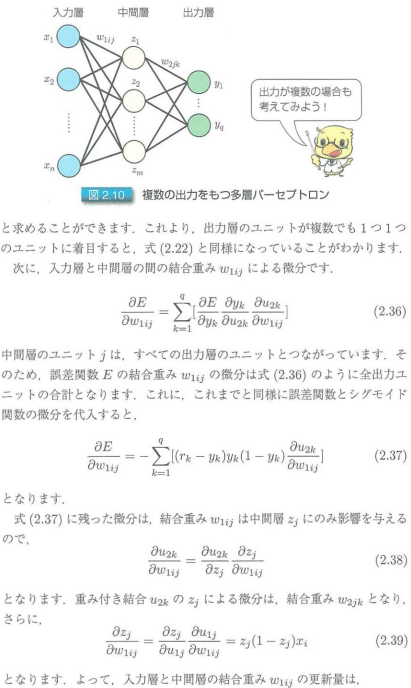 入力層 中間層 出力層
x₁ w₁ᵢⱼ z₁ w₂ⱼₖ
x₂ z₂ y₁
⋮ ⋮ ⋮
xₙ zₘ y_q
出力が複数の場合も
考えてみよう！
図 2.10 複数の出力をもつ多層パーセプトロン
と求めることができます．これより，出力層のユニットが複数でも１つ１つ
のユニットに着目すると，式 (2.22) と同様になっていることがわかります．
次に，入力層と中間層の間の結合重み w₁ᵢⱼ による微分です．
∂E/∂w₁ᵢⱼ = Σ_{k=1}^{q} [∂E/∂yₖ ∂yₖ/∂u₂ₖ ∂u₂ₖ/∂w₁ᵢⱼ] (2.36)
中間層のユニット j は，すべての出力層のユニットとつながっています．そ
のため，誤差関数 E の結合重み w₁ᵢⱼ の微分は式 (2.36) のように全出力ユ
ニットの合計となります．これに，これまでと同様に誤差関数とシグモイド
関数の微分を代入すると，
∂E/∂w₁ᵢⱼ = −Σ_{k=1}^{q} [(rₖ − yₖ)yₖ(1 − yₖ) ∂u₂ₖ/∂w₁ᵢⱼ] (2.37)
となります．
式 (2.37) に残った微分は，結合重み w₁ᵢⱼ は中間層 zⱼ にのみ影響を与える
ので，
∂u₂ₖ/∂w₁ᵢⱼ = ∂u₂ₖ/∂zⱼ ∂zⱼ/∂w₁ᵢⱼ (2.38)
となります．重み付き結合 u₂ₖ の zⱼ による微分は，結合重み w₂ⱼₖ となり，
さらに，
∂zⱼ/∂w₁ᵢⱼ = ∂zⱼ/∂u₁ⱼ ∂u₁ⱼ/∂w₁ᵢⱼ = zⱼ(1 − zⱼ)xᵢ (2.39)
となります．よって，入力層と中間層の結合重み w₁ᵢⱼ の更新量は，